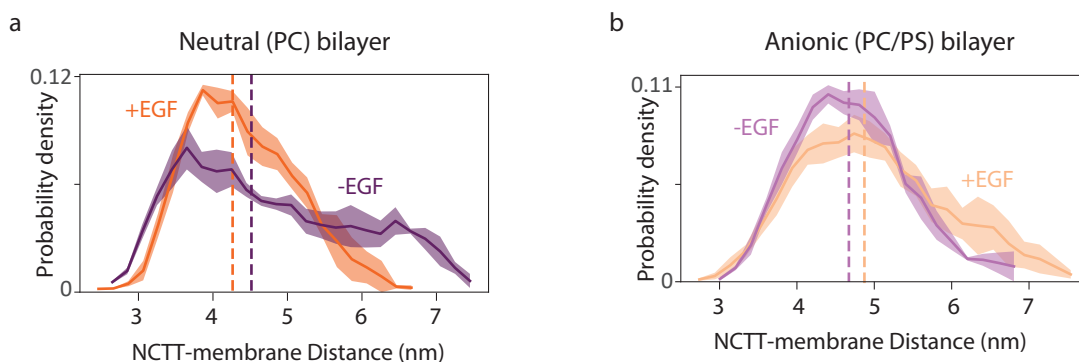 a
Neutral (PC) bilayer
0.12
+EGF
-EGF
Probability density
0
3 4 5 6 7
NCTT-membrane Distance (nm)
b
Anionic (PC/PS) bilayer
0.11
-EGF
+EGF
Probability density
0
3 4 5 6 7
NCTT-membrane Distance (nm)